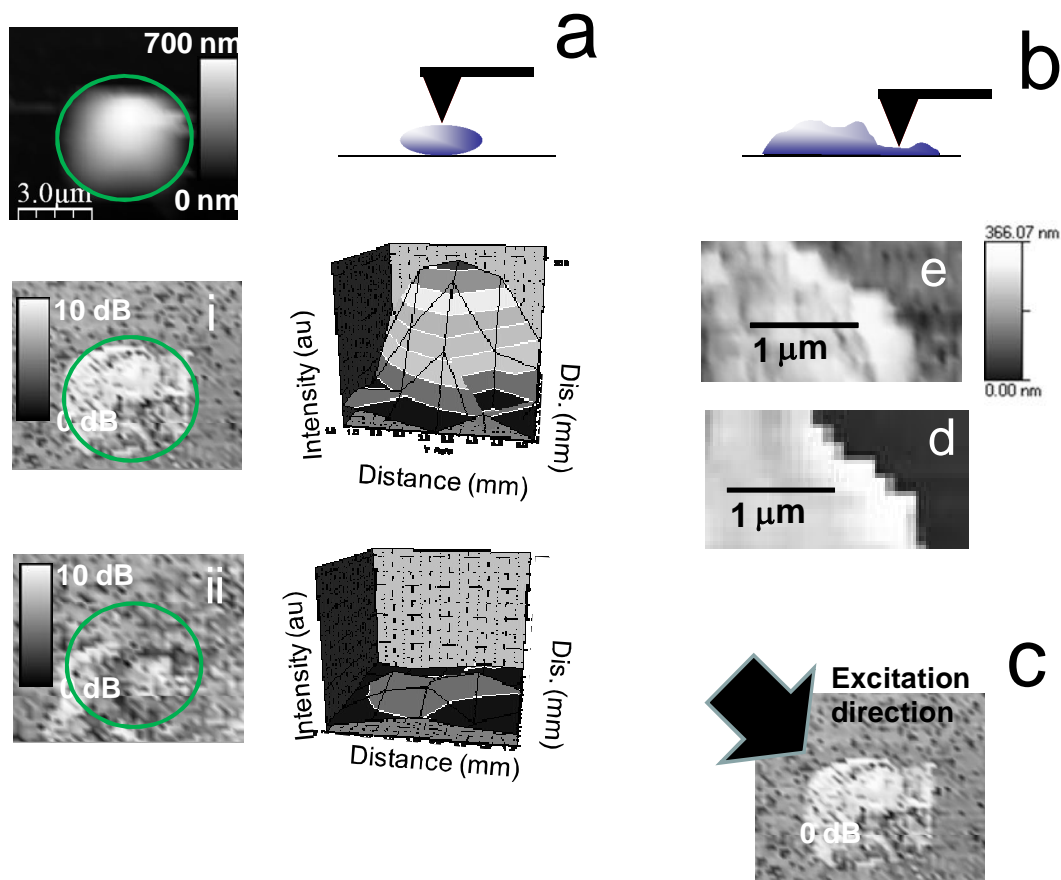 a
b
700 nm
0 nm
3.0μm
i
10 dB
0 dB
Intensity (au)
Dis. (mm)
Distance (mm)
ii
10 dB
0 dB
Intensity (au)
Dis. (mm)
Distance (mm)
e
1 μm
366.07 nm
0.00 nm
d
1 μm
c
Excitation
direction
0 dB